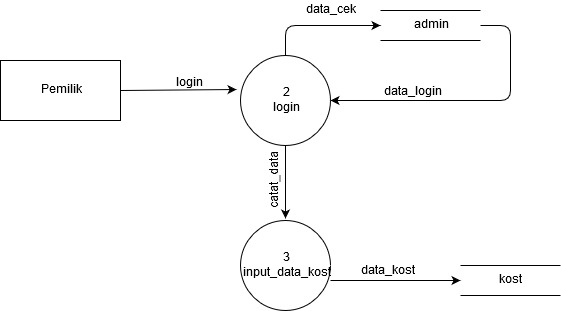 data_cek
admin
login
Pemilik
2
login
data_login
catat_data
3
input_data_kost
data_kost
kost